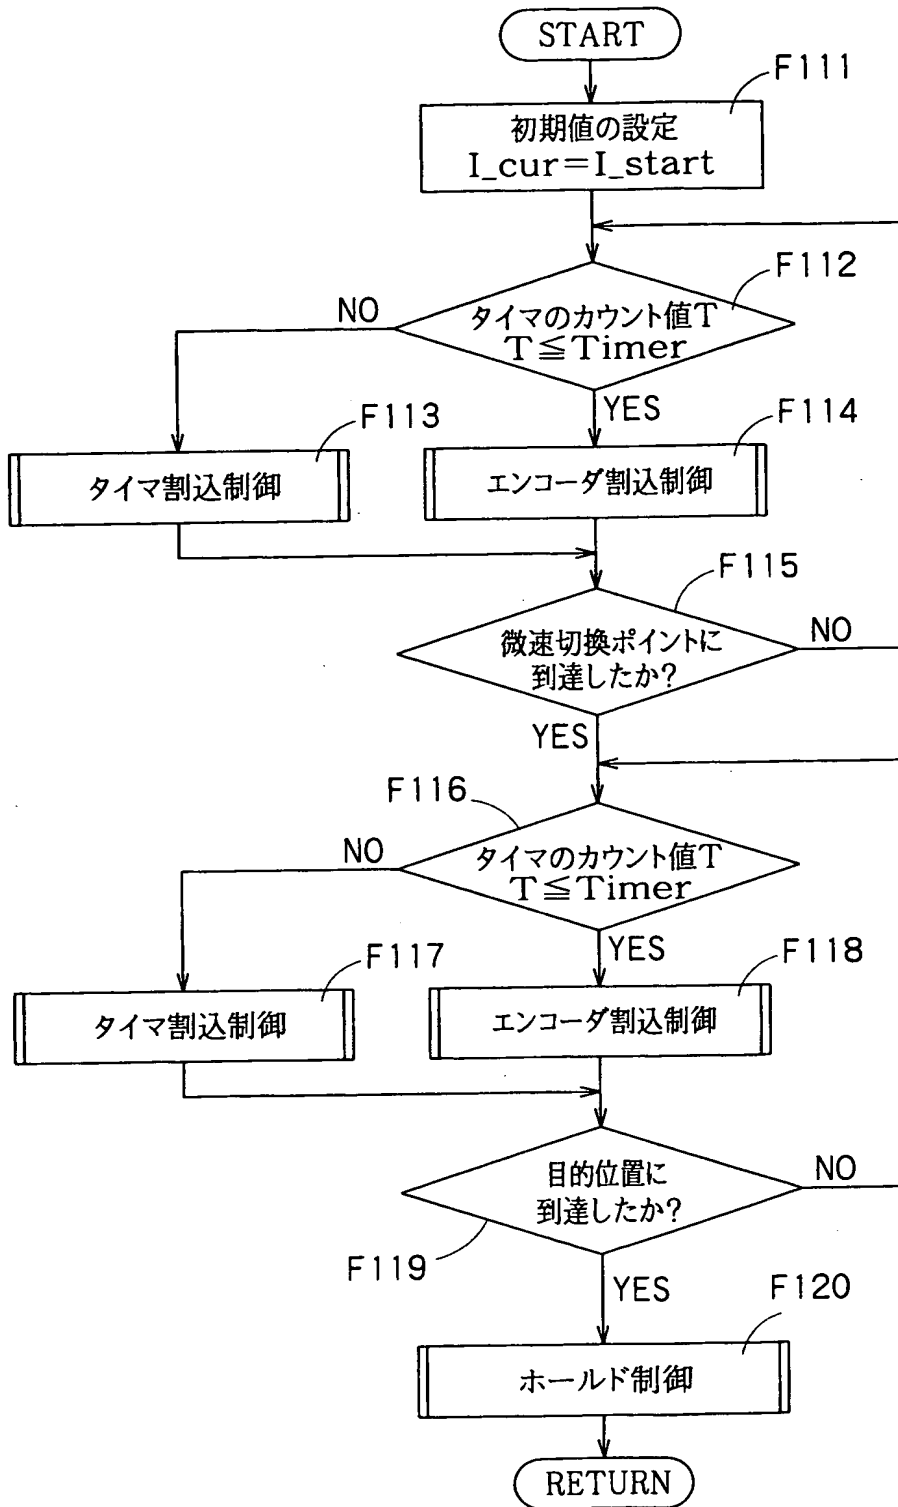 START
F111
初期値の設定
I_cur＝I_start
F112
NO
タイマのカウント値T
T≦Timer
YES
F113
F114
タイマ割込制御
エンコーダ割込制御
F115
微速切換ポイントに
到達したか?
NO
YES
F116
NO
タイマのカウント値T
T≦Timer
YES
F117
F118
タイマ割込制御
エンコーダ割込制御
目的位置に
到達したか?
NO
F119
YES
F120
ホールド制御
RETURN